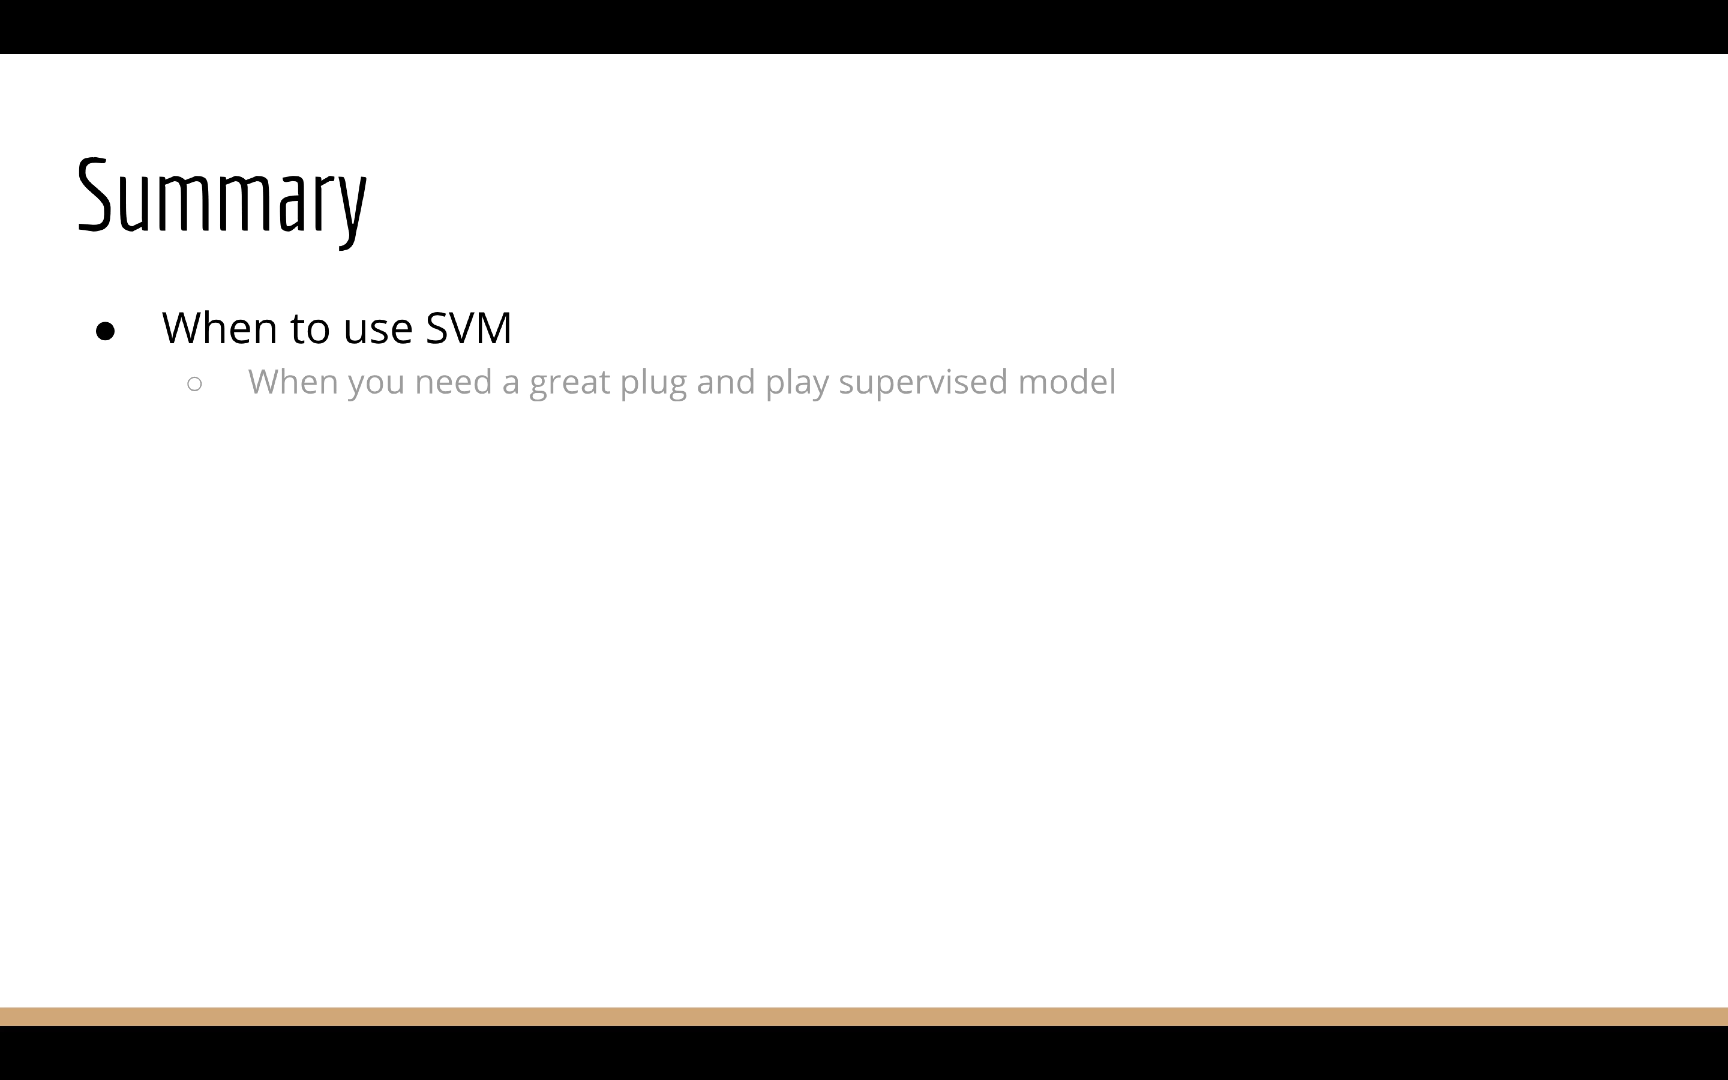 Summary
● When to use SVM
○ When you need a great plug and play supervised model